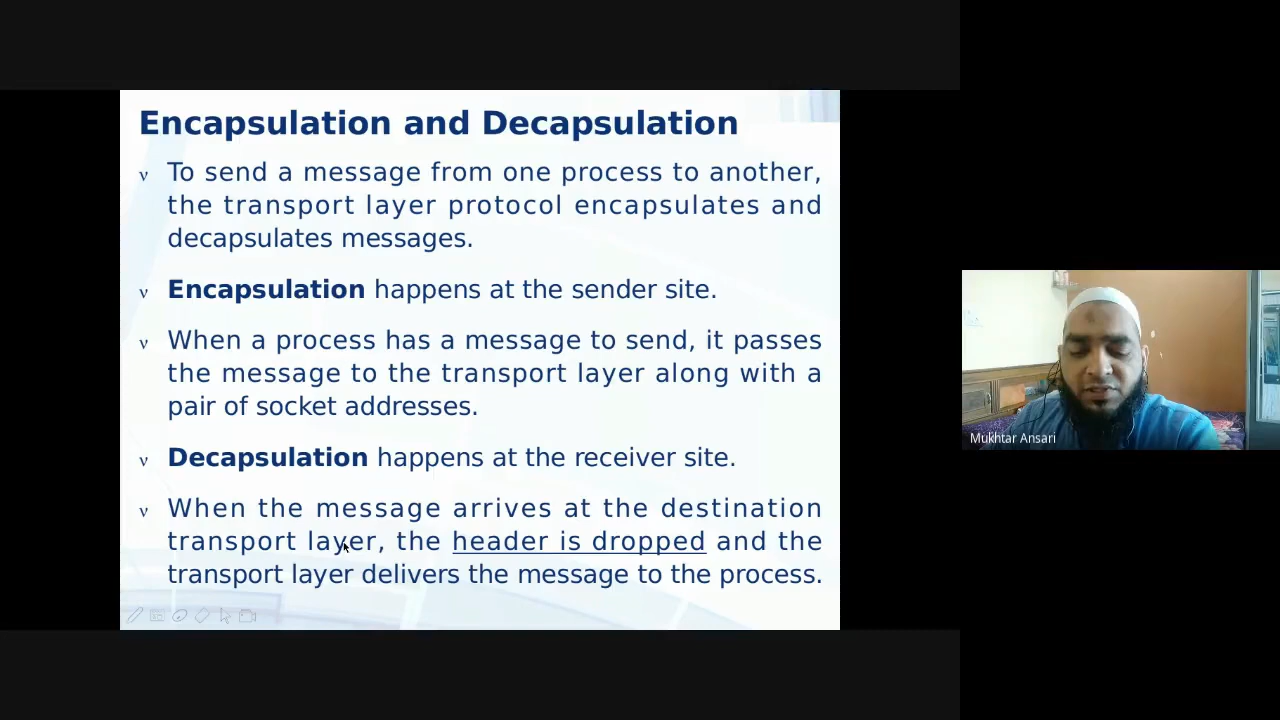 Encapsulation and Decapsulation
ν To send a message from one process to another,
the transport layer protocol encapsulates and
decapsulates messages.
ν Encapsulation happens at the sender site.
ν When a process has a message to send, it passes
the message to the transport layer along with a
pair of socket addresses.
ν Decapsulation happens at the receiver site.
ν When the message arrives at the destination
transport layer, the header is dropped and the
transport layer delivers the message to the process.
Mukhtar Ansari